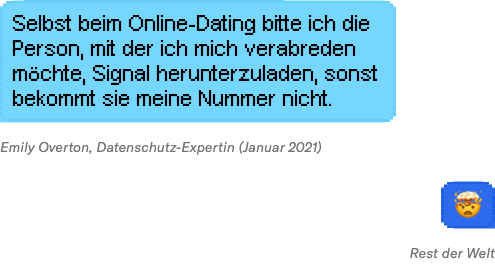 Selbst beim Online-Dating bitte ich die
Person, mit der ich mich verabreden
möchte, Signal herunterzuladen, sonst
bekommt sie meine Nummer nicht.
Emily Overton, Datenschutz-Expertin (Januar 2021)
🤯
Rest der Welt